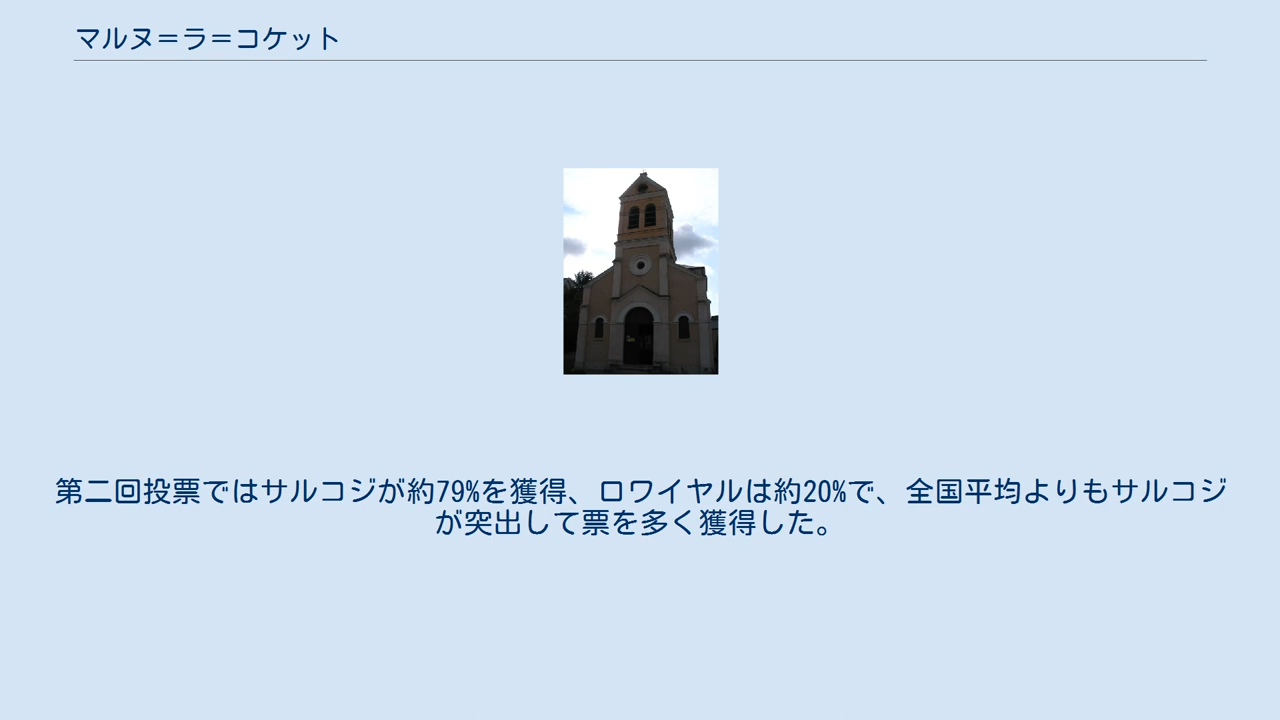 マルヌ＝ラ＝コケット
第二回投票ではサルコジが約79%を獲得、ロワイヤルは約20%で、全国平均よりもサルコジ
が突出して票を多く獲得した。